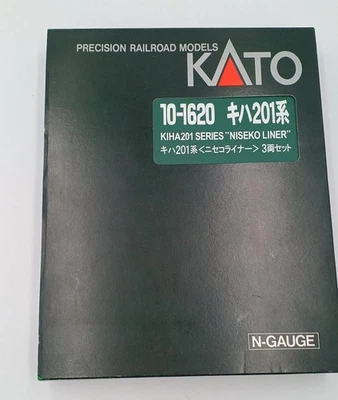 PRECISION RAILROAD MODELS
KATO
10-1620 キハ201系
KIHA201 SERIES "NISEKO LINER"
キハ201系<ニセコライナー> 3両セット
N-GAUGE